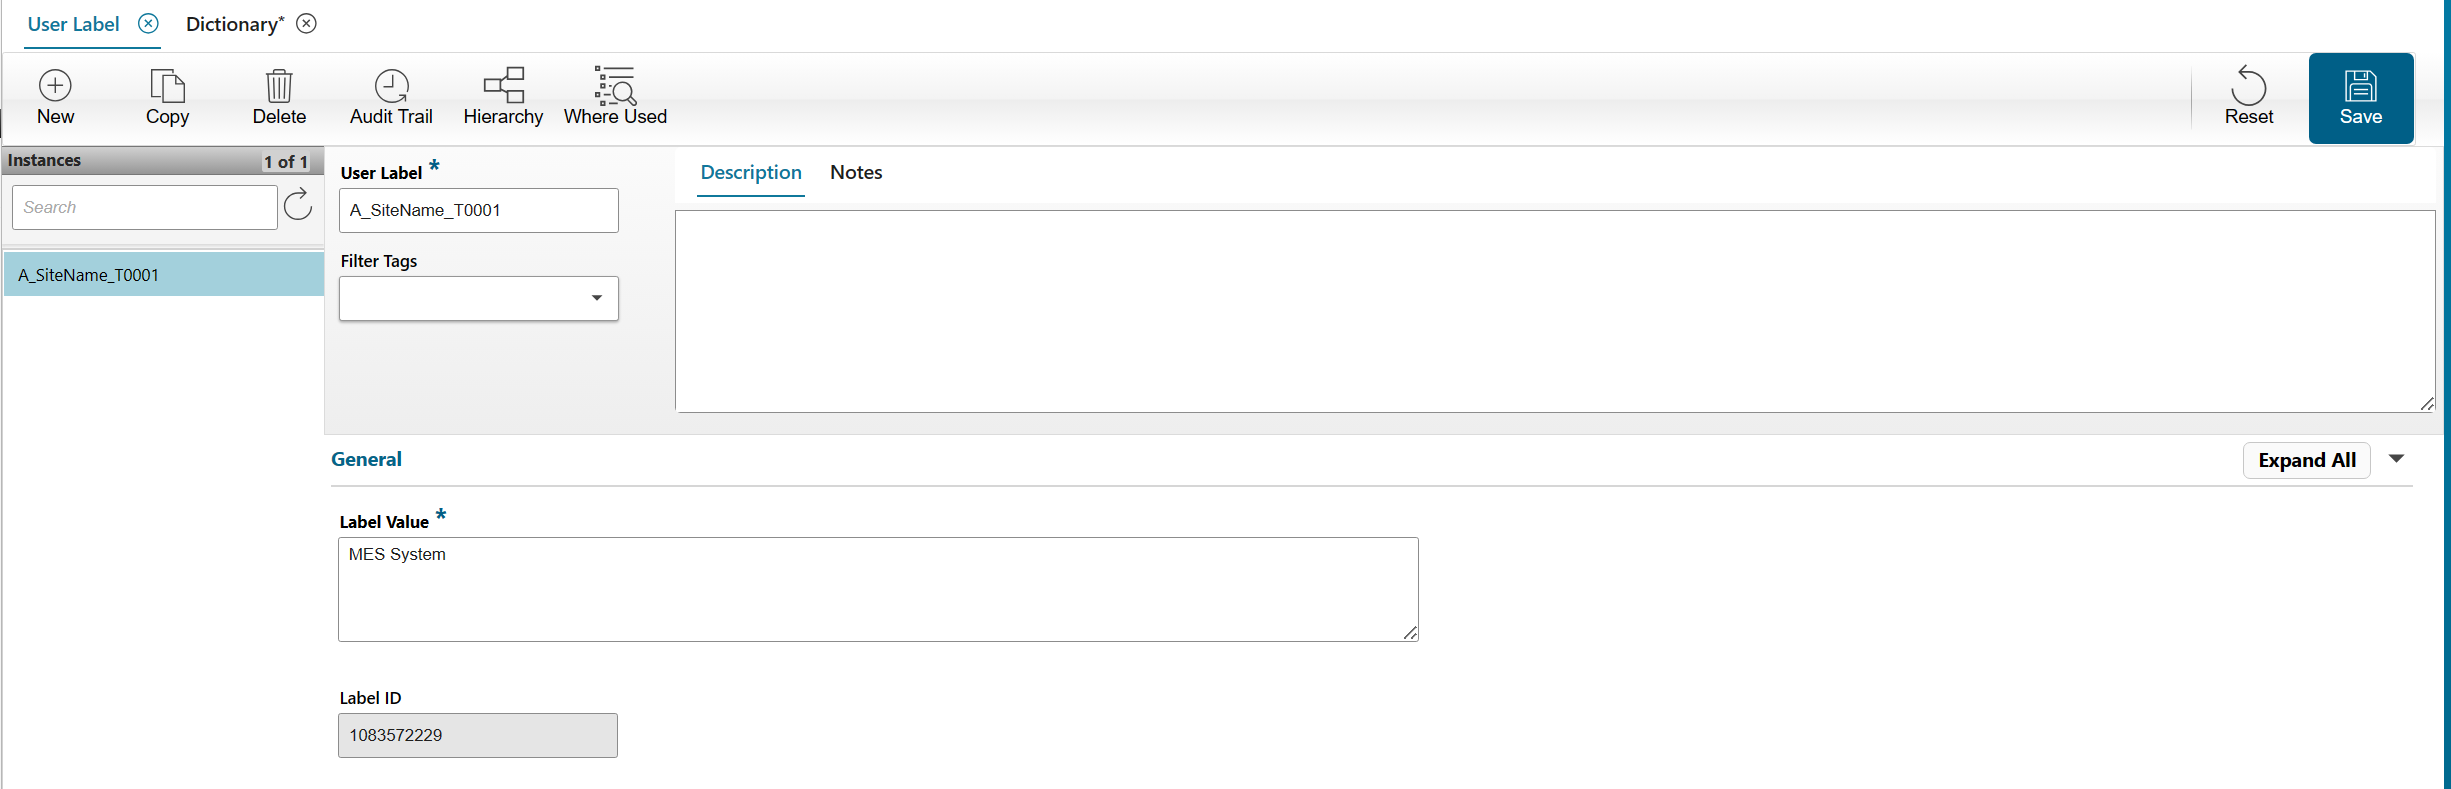 User Label
Dictionary*
New
Copy
Delete
Audit Trail
Hierarchy
Where Used
Reset
Save
Instances
1 of 1
Search
A_SiteName_T0001
User Label *
A_SiteName_T0001
Filter Tags
Description
Notes
General
Expand All
Label Value *
MES System
Label ID
1083572229